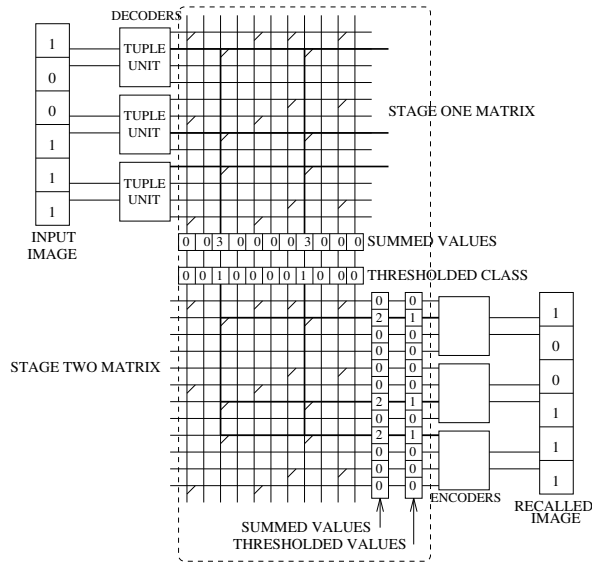 DECODERS
1
0
0
1
1
1
INPUT
IMAGE
TUPLE
UNIT
TUPLE
UNIT
TUPLE
UNIT
STAGE ONE MATRIX
0 0 3 0 0 0 0 3 0 0 0
SUMMED VALUES
0 0 1 0 0 0 0 1 0 0 0
THRESHOLDED CLASS
STAGE TWO MATRIX
0 0
2 1
0 0
0 0
0 0
0 0
2 1
0 0
2 1
0 0
0 0
0 0
ENCODERS
1
0
0
1
1
1
RECALLED
IMAGE
SUMMED VALUES
THRESHOLDED VALUES